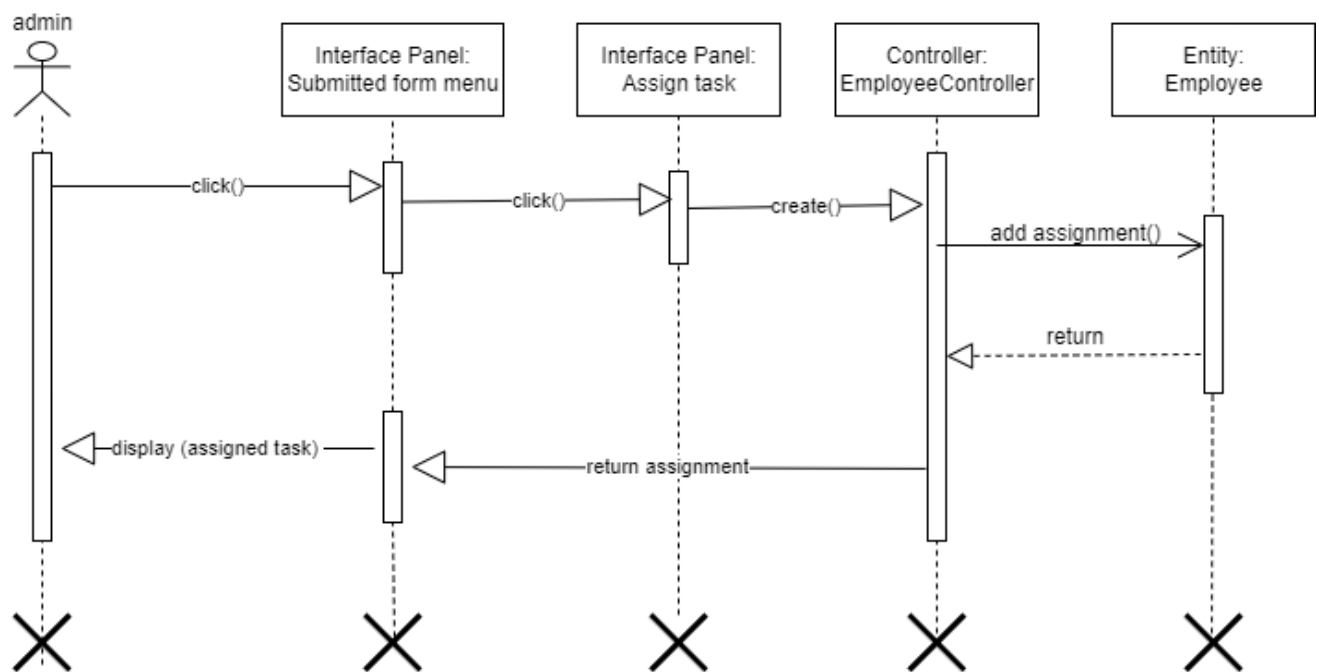 admin
Interface Panel:
Submitted form menu
Interface Panel:
Assign task
Controller:
EmployeeController
Entity:
Employee
click()
click()
create()
add assignment()
return
display (assigned task)
return assignment